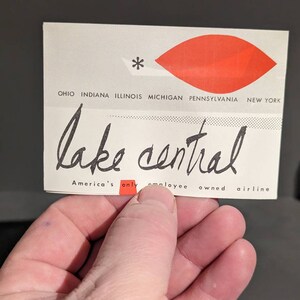 *
OHIO INDIANA ILLINOIS MICHIGAN PENNSYLVANIA NEW YORK
lake central
America's only employee owned airline